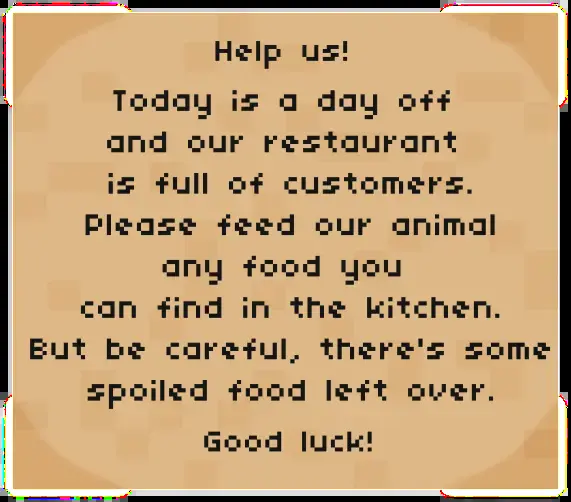 Help us!
Today is a day off
and our restaurant
is full of customers.
Please feed our animal
any food you
can find in the kitchen.
But be careful, there's some
spoiled food left over.
Good luck!